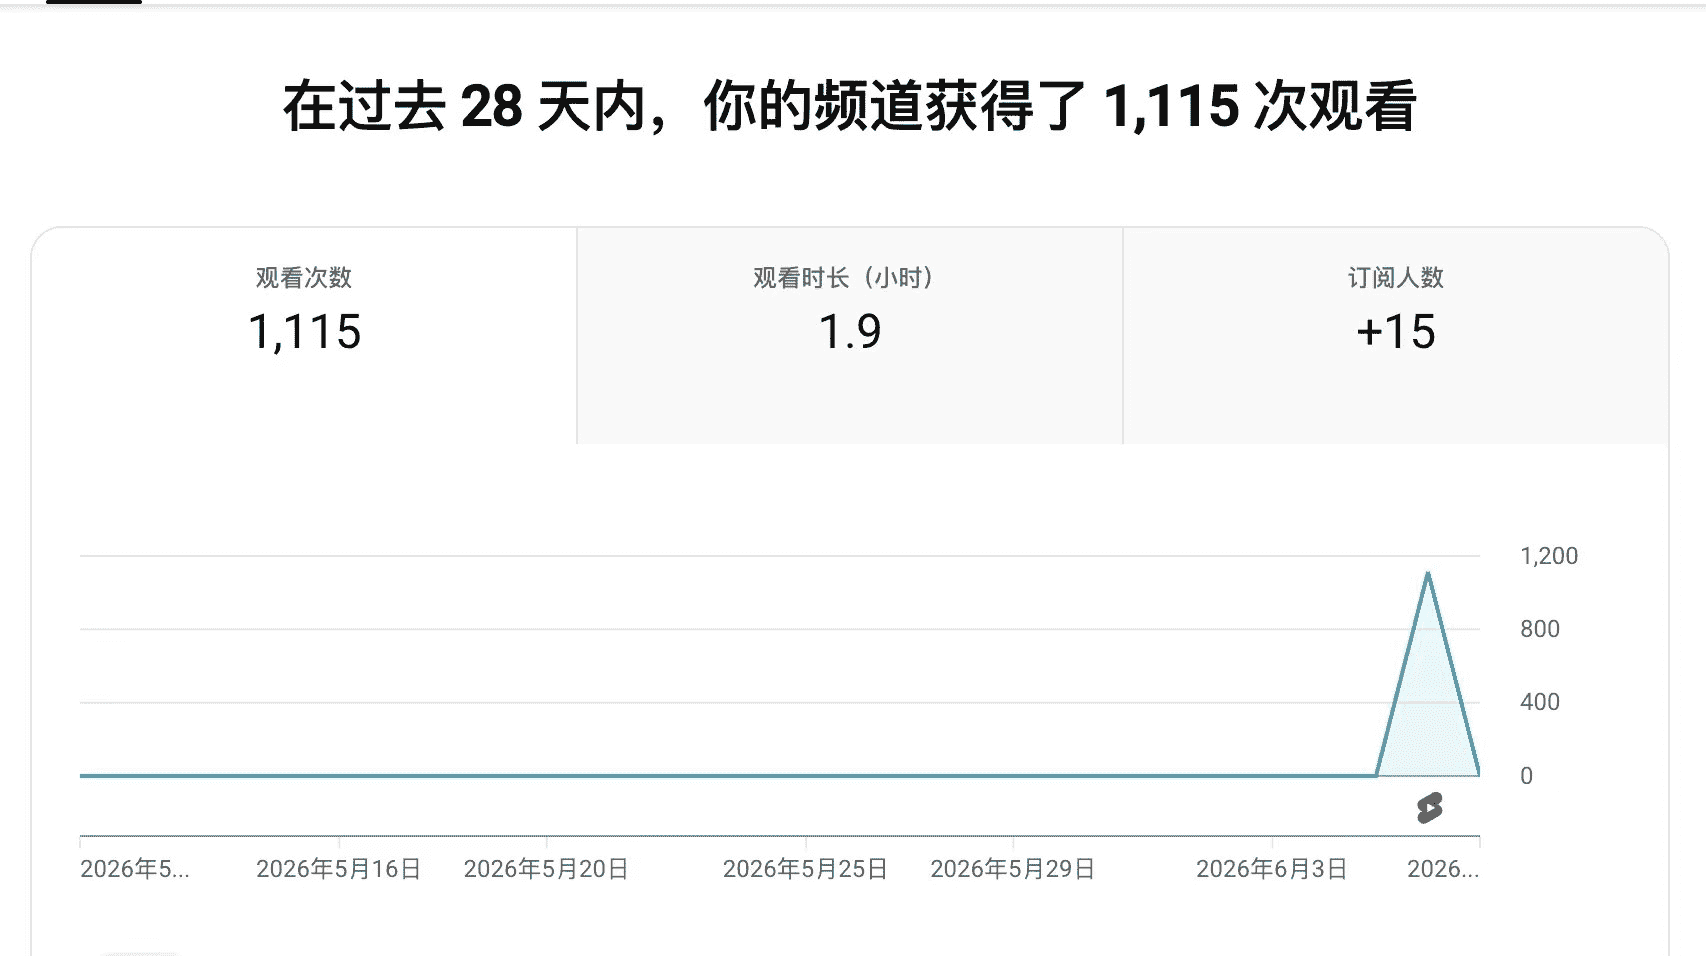 在过去 28 天内，你的频道获得了 1,115 次观看
观看次数
1,115
观看时长（小时）
1.9
订阅人数
+15
1,200
800
400
0
2026年5...
2026年5月16日
2026年5月20日
2026年5月25日
2026年5月29日
2026年6月3日
2026...